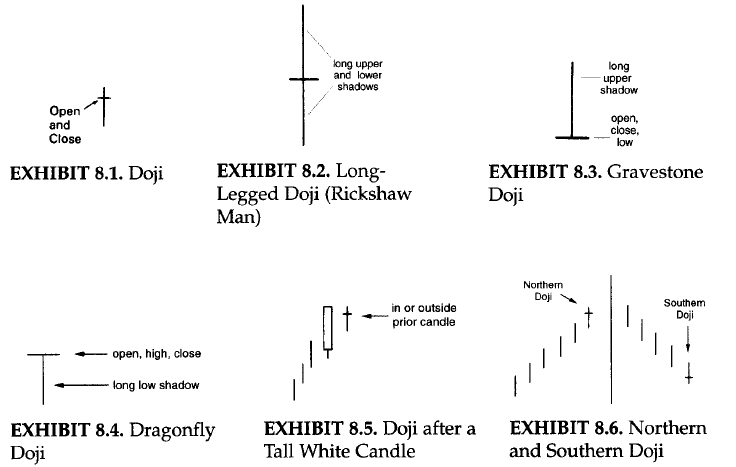 Open
and
Close
EXHIBIT 8.1. Doji
long upper
and lower
shadows
EXHIBIT 8.2. Long-
Legged Doji (Rickshaw
Man)
long
upper
shadow
open,
close,
low
EXHIBIT 8.3. Gravestone
Doji
open, high, close
long low shadow
EXHIBIT 8.4. Dragonfly
Doji
in or outside
prior candle
EXHIBIT 8.5. Doji after a
Tall White Candle
Northern
Doji
Southern
Doji
EXHIBIT 8.6. Northern
and Southern Doji